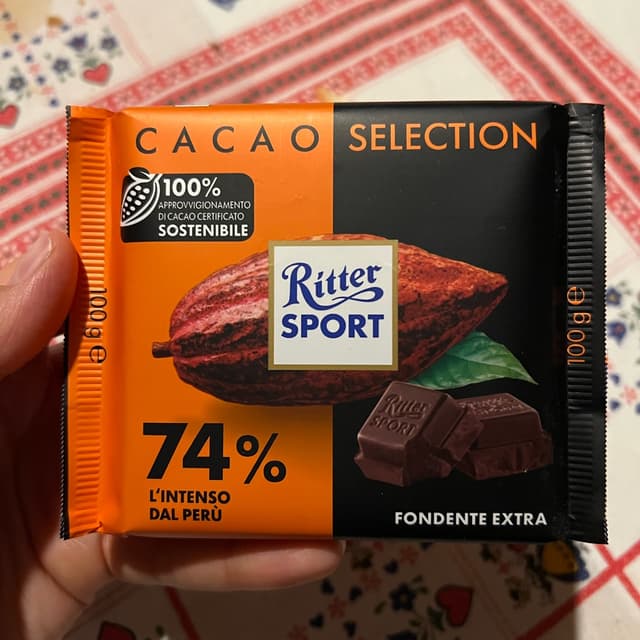 CACAO SELECTION
100%
APPROVVIGIONAMENTO
DI CACAO CERTIFICATO
SOSTENIBILE
Ritter
SPORT
100 g e
100 g e
Ritter
SPORT
74%
L'INTENSO
DAL PERÙ
FONDENTE EXTRA